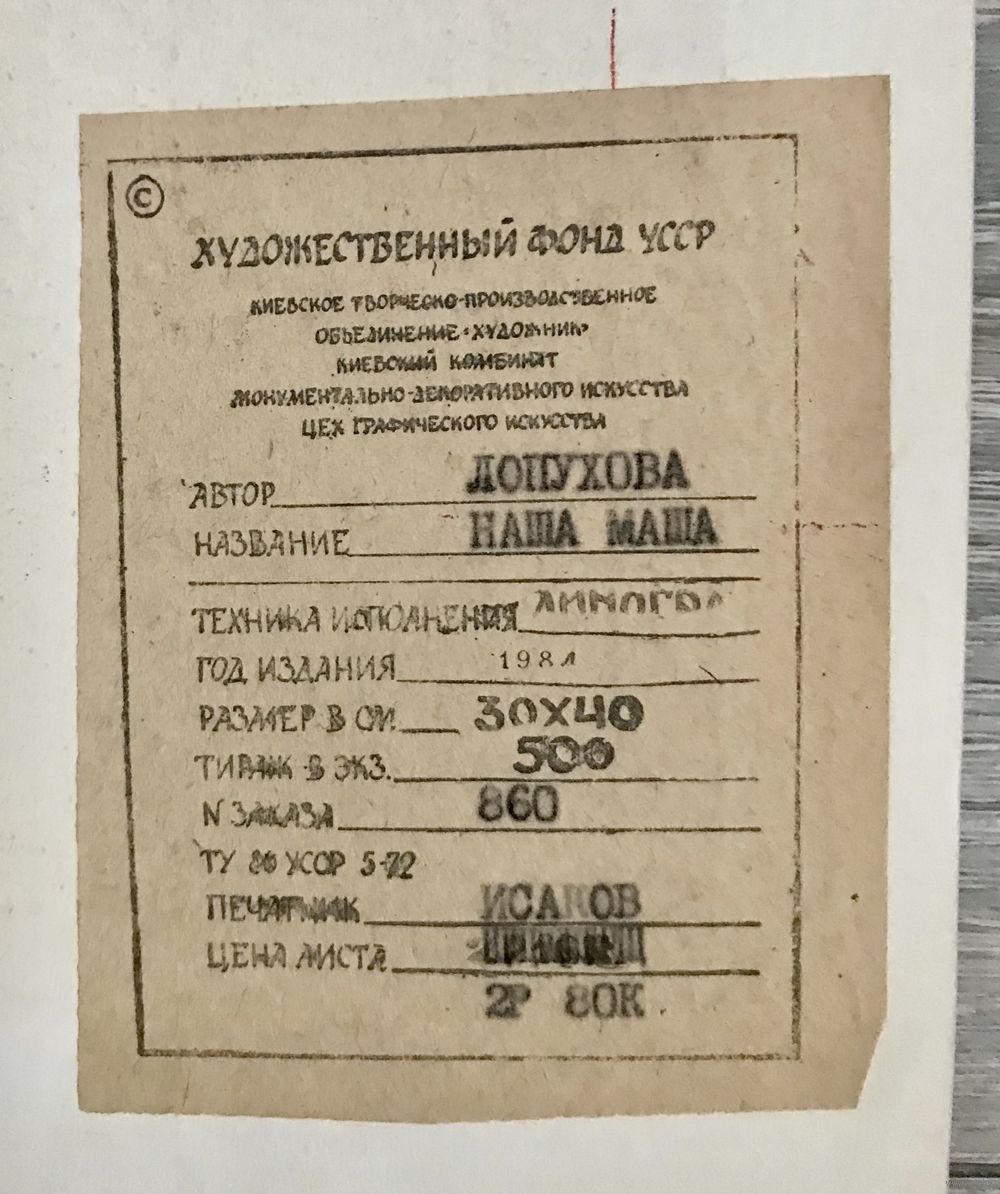 ©
ХУДОЖЕСТВЕННЫЙ ФОНД УССР
КИЕВСКОЕ ТВОРЧЕСКО-ПРОИЗВОДСТВЕННОЕ
ОБЪЕДИНЕНИЕ «ХУДОЖНИК»
КИЕВСКИЙ КОМБИНАТ
МОНУМЕНТАЛЬНО-ДЕКОРАТИВНОГО ИСКУССТВА
ЦЕХ ГРАФИЧЕСКОГО ИСКУССТВА
АВТОР ЛОПУХОВА
НАЗВАНИЕ НАША МАША
ТЕХНИКА ИСПОЛНЕНИЯ
ГОД ИЗДАНИЯ
РАЗМЕР В СМ. 30Х40
ТИРАЖ В ЭКЗ. 500
N ЗАКАЗА 860
ТУ УССР 5-72
ПЕЧАТНИК ИСАКОВ
ЦЕНА ЛИСТА
2Р 80К.